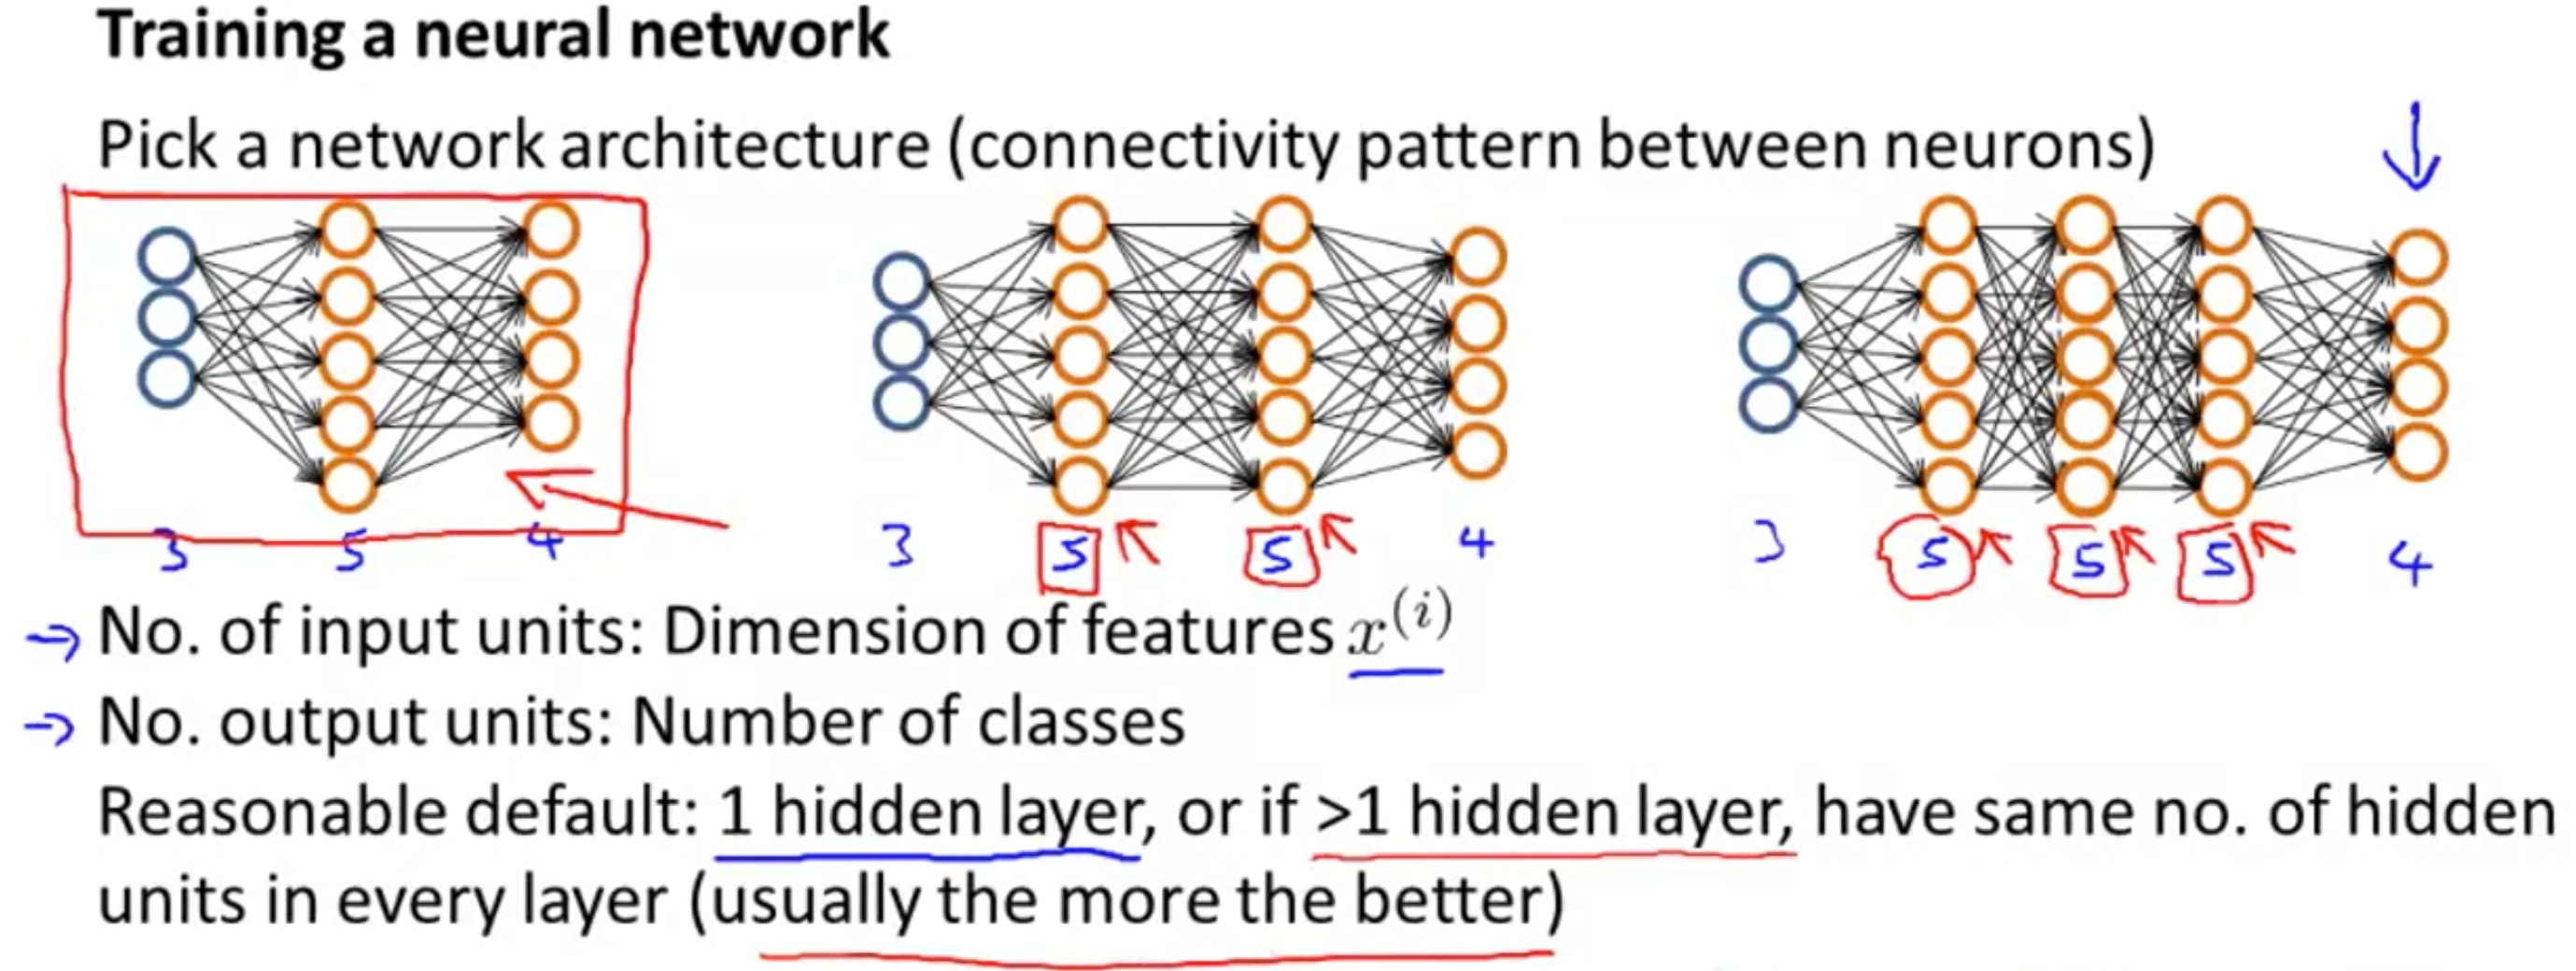 Training a neural network
Pick a network architecture (connectivity pattern between neurons)
3 5 4 3 5 5 4 3 5 5 5 4
→ No. of input units: Dimension of features x^(i)
→ No. output units: Number of classes
Reasonable default: 1 hidden layer, or if >1 hidden layer, have same no. of hidden
units in every layer (usually the more the better)